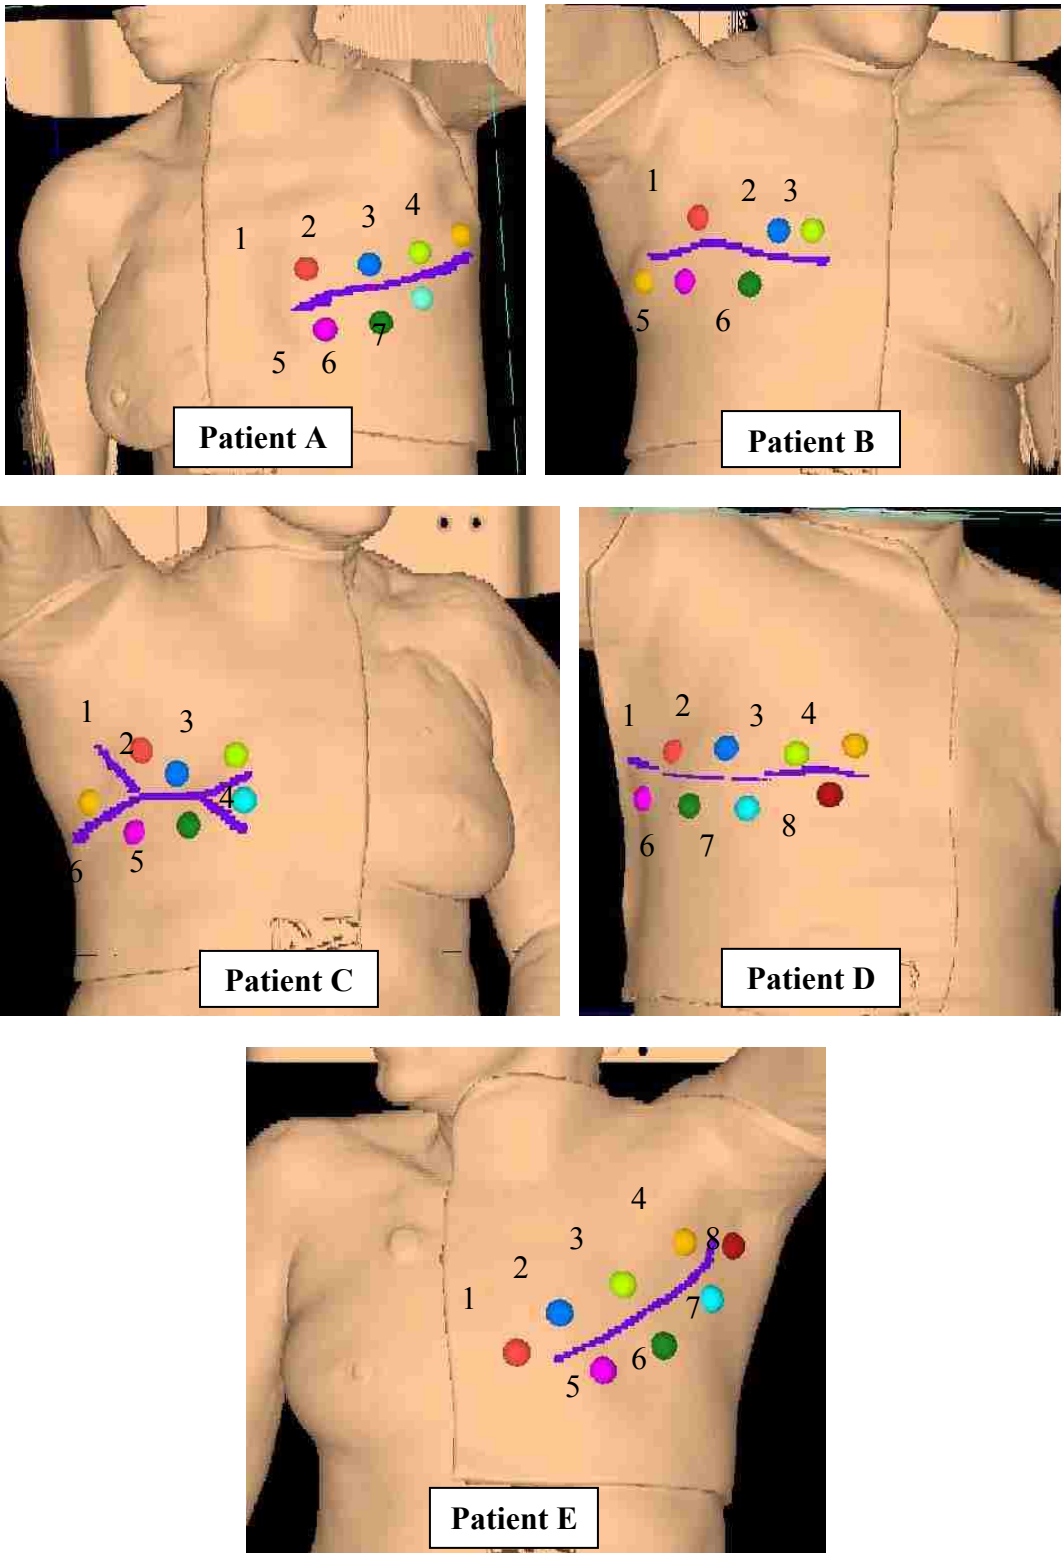 1 2 3 4
5 6 7
Patient A
1 2 3
5 6
Patient B
1 2 3
4
6 5
Patient C
1 2 3 4
6 7 8
Patient D
4
3 8
2
1 7
6
5
Patient E